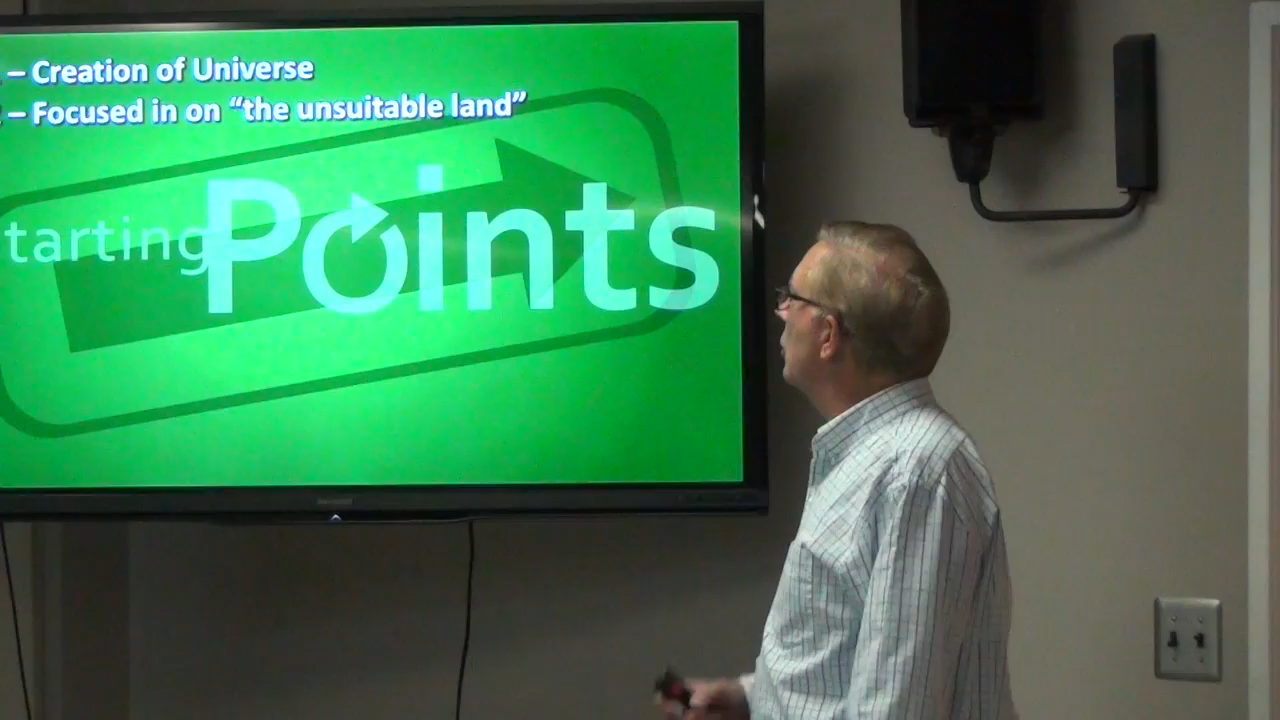 – Creation of Universe
– Focused in on “the unsuitable land”
tarting Points